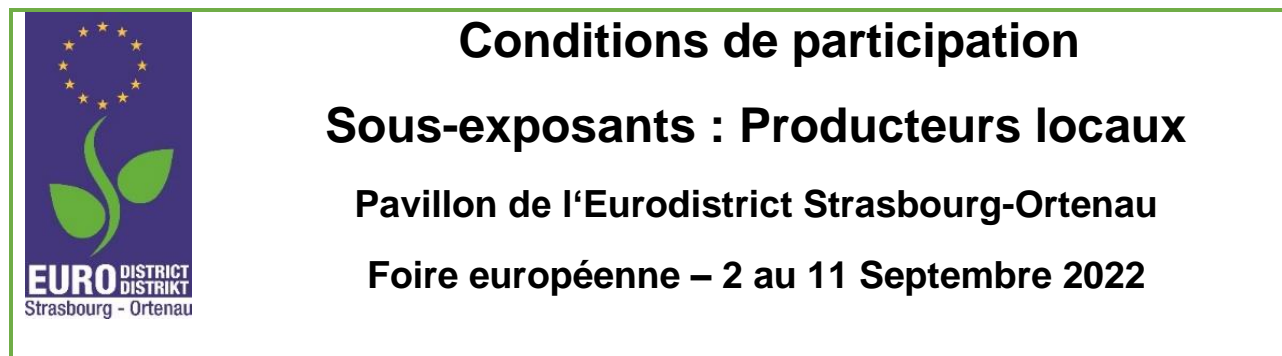 Conditions de participation
Sous-exposants : Producteurs locaux
Pavillon de l‘Eurodistrict Strasbourg-Ortenau
Foire européenne – 2 au 11 Septembre 2022
EURO DISTRICT
DISTRIKT
Strasbourg - Ortenau